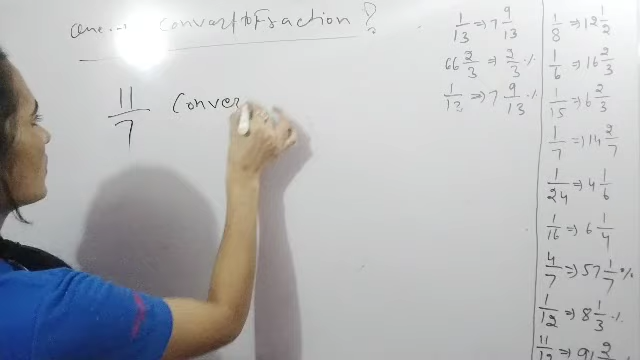 Convert to Fraction ?
11/7 Conver
1/13 ⇒ 7 9/13
66 2/3 ⇒ 2/3 %
1/13 ⇒ 7 9/13 %
1/8 ⇒ 12 1/2
1/6 ⇒ 16 2/3
1/15 ⇒ 6 2/3
1/7 ⇒ 14 2/7
1/24 ⇒ 4 1/6
1/16 ⇒ 6 1/4
4/7 ⇒ 57 1/7 %
1/12 ⇒ 8 1/3 %